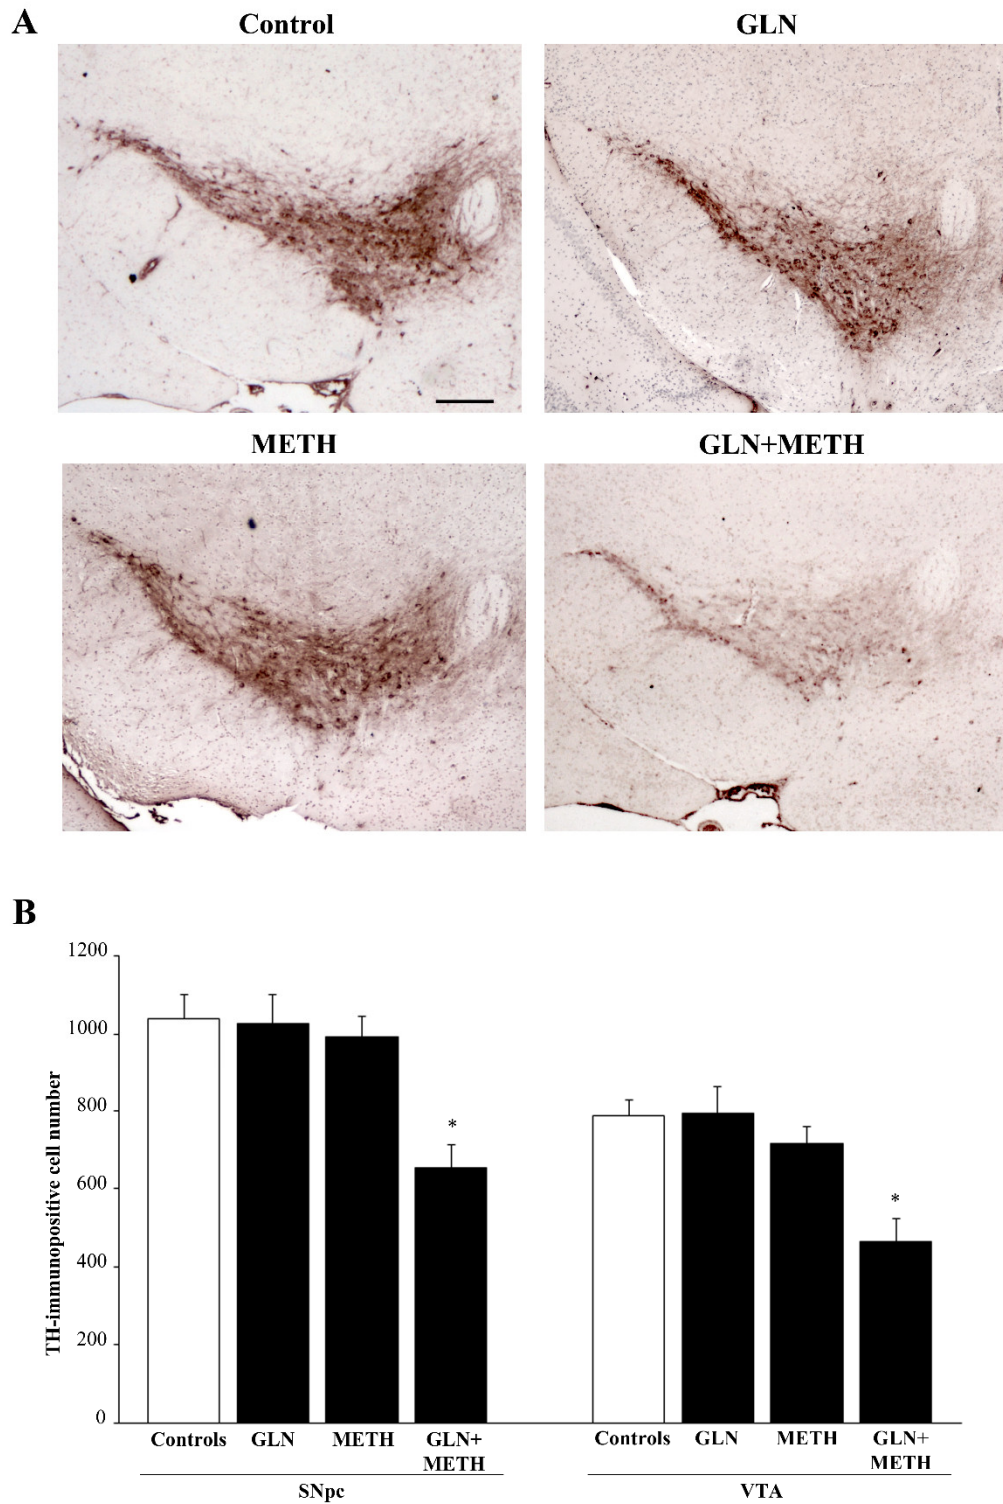 A
Control
GLN
METH
GLN+METH
B
TH-immunopositive cell number
1200
1000
800
600
400
200
0
*
*
Controls GLN METH GLN+ METH
Controls GLN METH GLN+ METH
SNpc
VTA